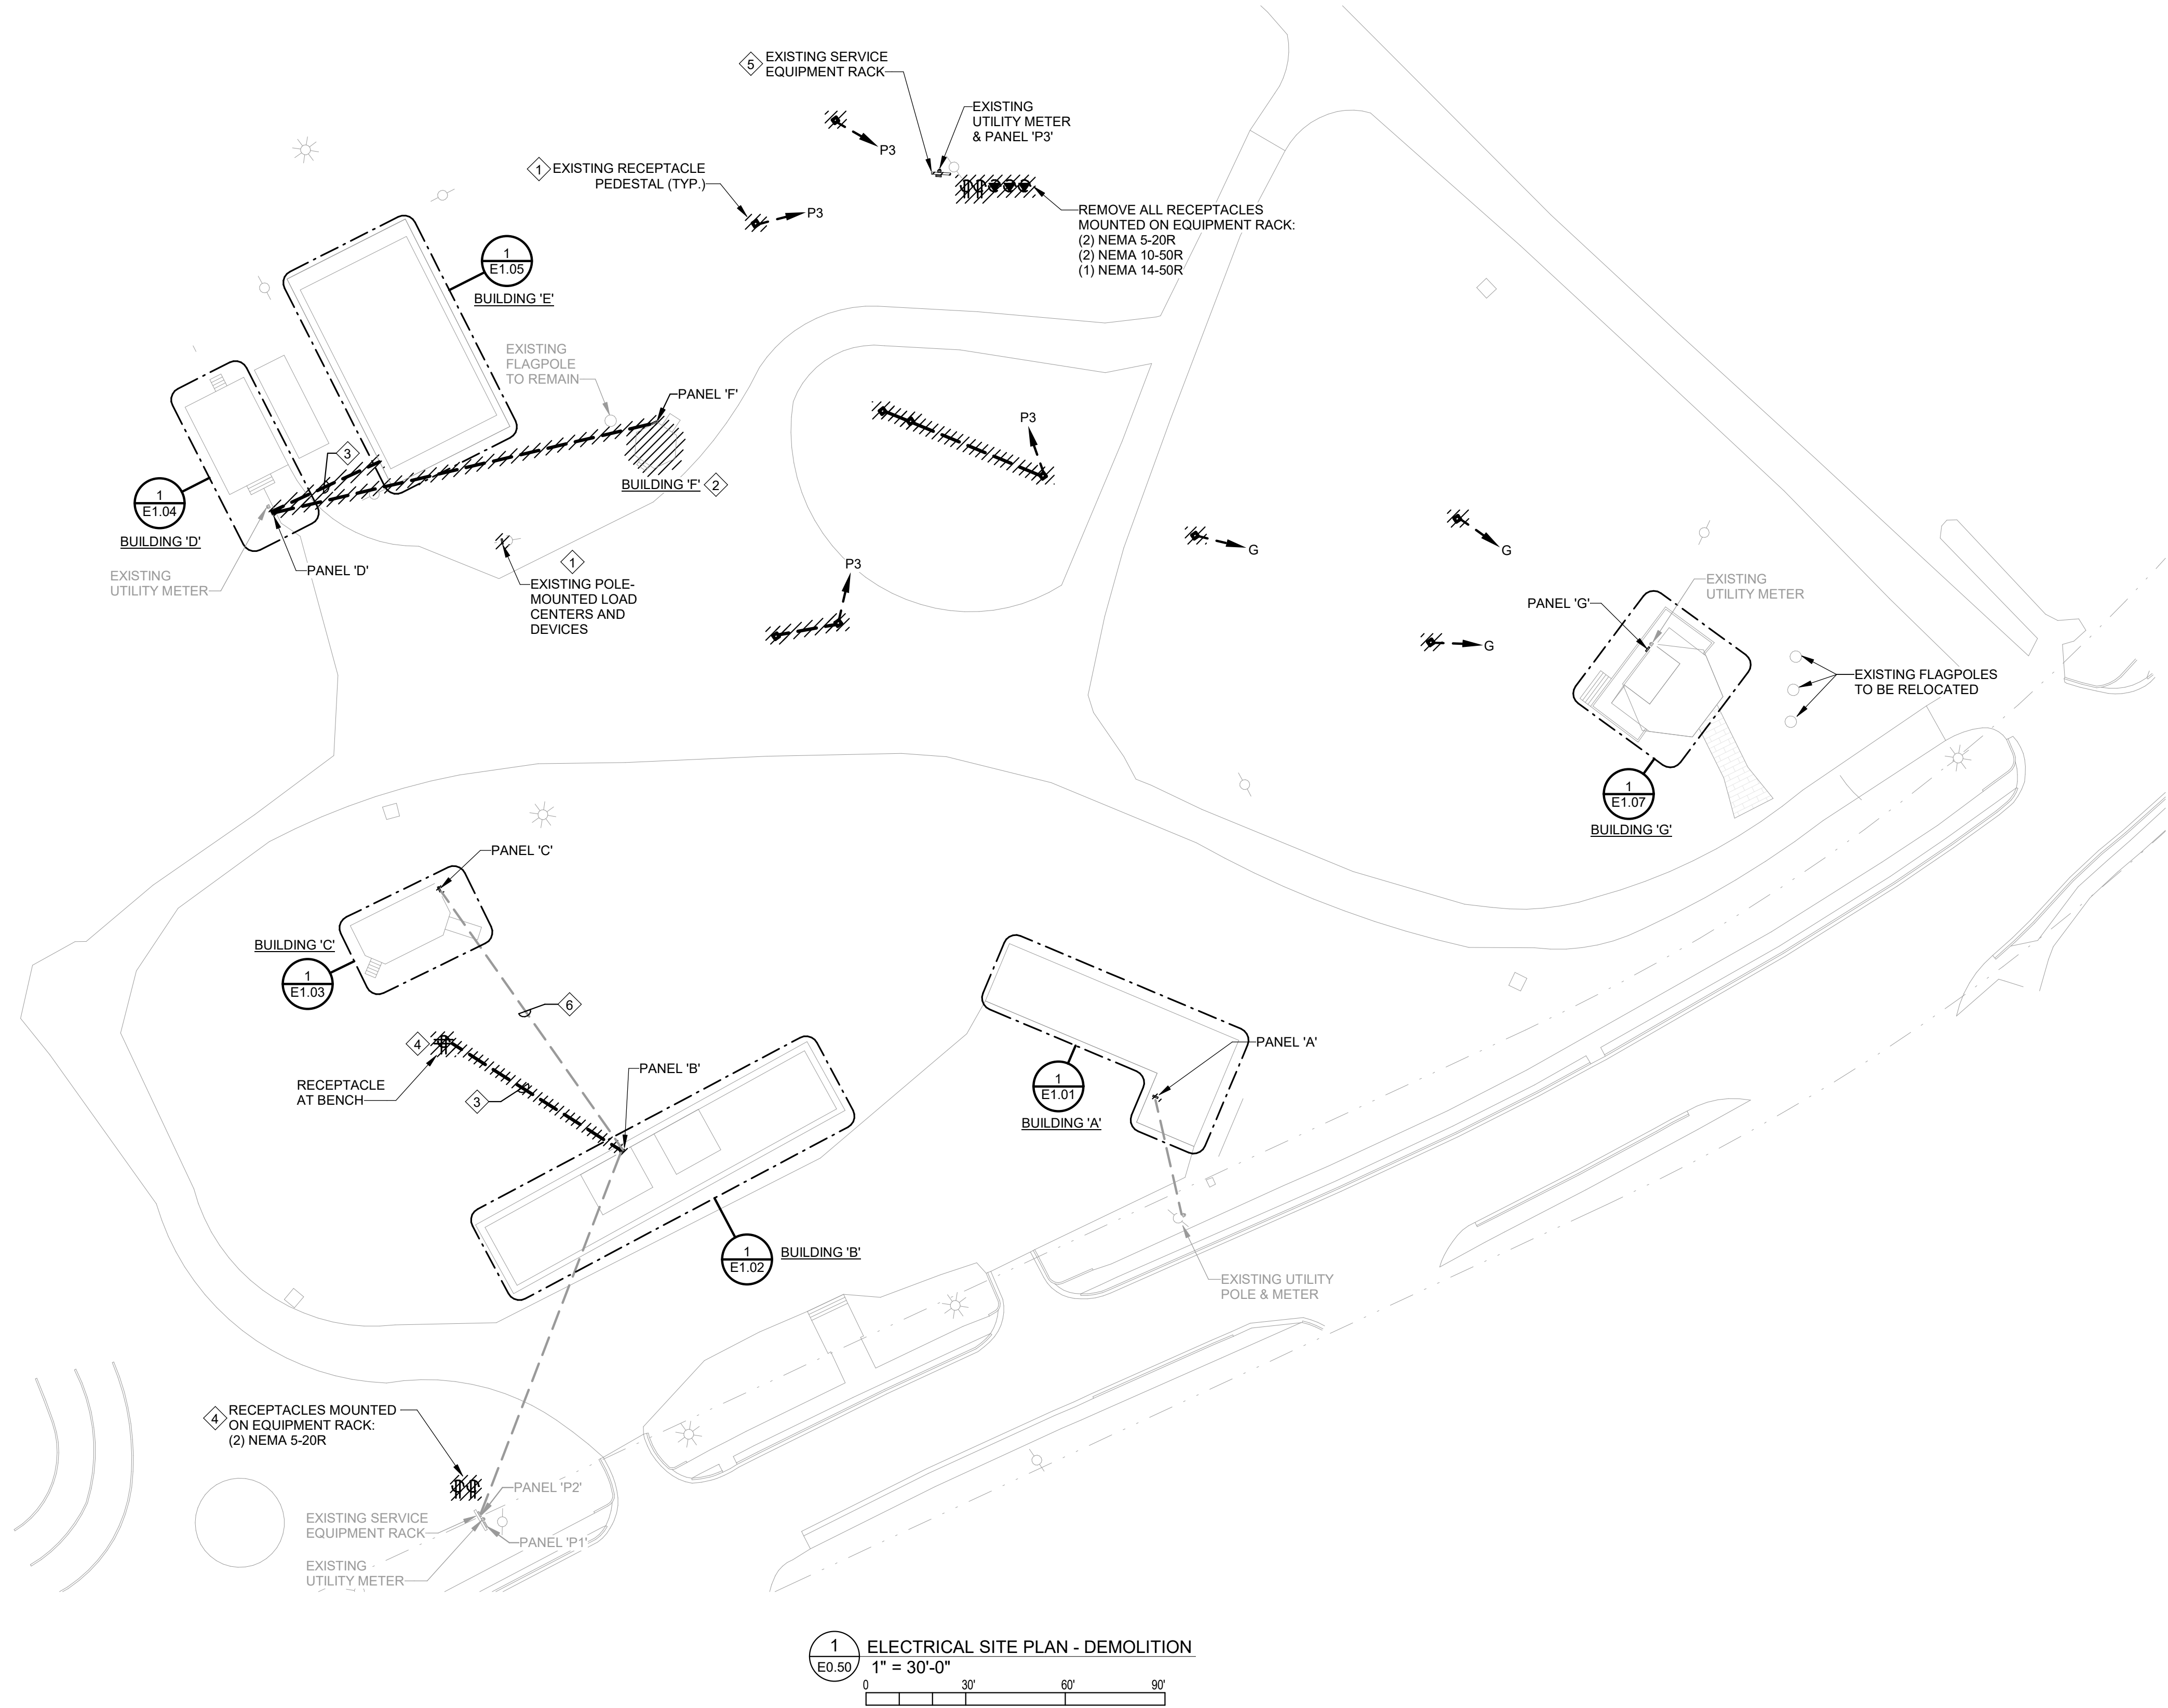 5
EXISTING SERVICE
EQUIPMENT RACK
EXISTING
UTILITY METER
& PANEL 'P3'
P3
1
EXISTING RECEPTACLE
PEDESTAL (TYP.)
P3
REMOVE ALL RECEPTACLES
MOUNTED ON EQUIPMENT RACK:
(2) NEMA 5-20R
(2) NEMA 10-50R
(1) NEMA 14-50R
1
E1.05
BUILDING 'E'
EXISTING
FLAGPOLE
TO REMAIN
PANEL 'F'
P3
3
BUILDING 'F'
2
1
E1.04
BUILDING 'D'
EXISTING
UTILITY METER
PANEL 'D'
1
EXISTING POLE-
MOUNTED LOAD
CENTERS AND
DEVICES
P3
G
G
G
EXISTING
UTILITY METER
PANEL 'G'
EXISTING FLAGPOLES
TO BE RELOCATED
1
E1.07
BUILDING 'G'
PANEL 'C'
BUILDING 'C'
1
E1.03
6
4
RECEPTACLE
AT BENCH
3
PANEL 'B'
PANEL 'A'
1
E1.01
BUILDING 'A'
1
E1.02
BUILDING 'B'
EXISTING UTILITY
POLE & METER
4
RECEPTACLES MOUNTED
ON EQUIPMENT RACK:
(2) NEMA 5-20R
PANEL 'P2'
EXISTING SERVICE
EQUIPMENT RACK
PANEL 'P1'
EXISTING
UTILITY METER
1
E0.50
ELECTRICAL SITE PLAN - DEMOLITION
1" = 30'-0"
0 30' 60' 90'